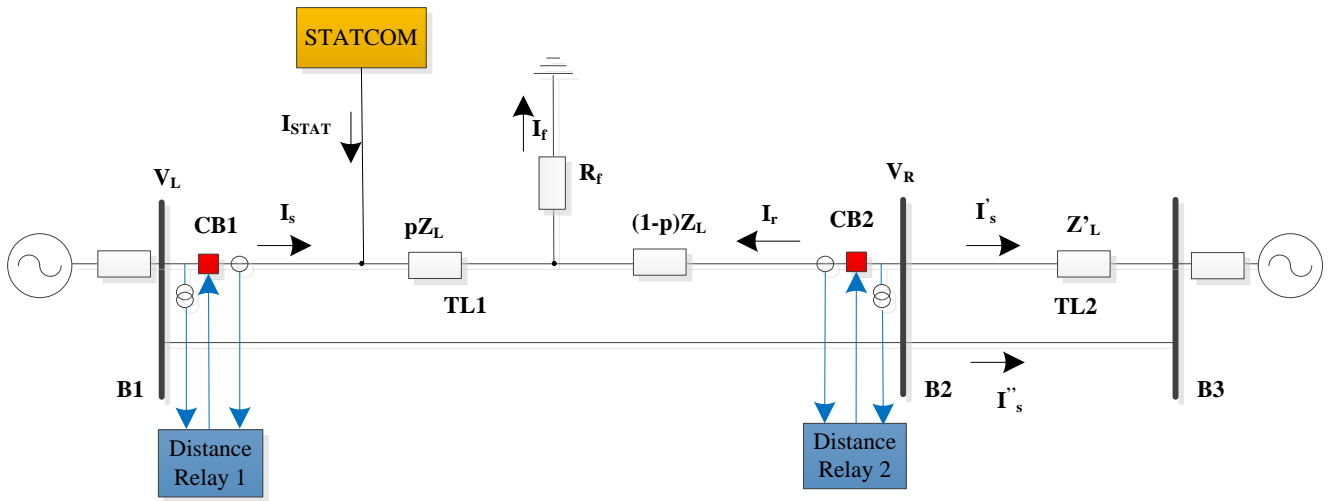 STATCOM
I_STAT
I_f
R_f
V_L
V_R
CB1
I_s
pZ_L
(1-p)Z_L
I_r
CB2
I'_s
Z'_L
TL1
TL2
B1
B2
I''_s
B3
Distance
Relay 1
Distance
Relay 2